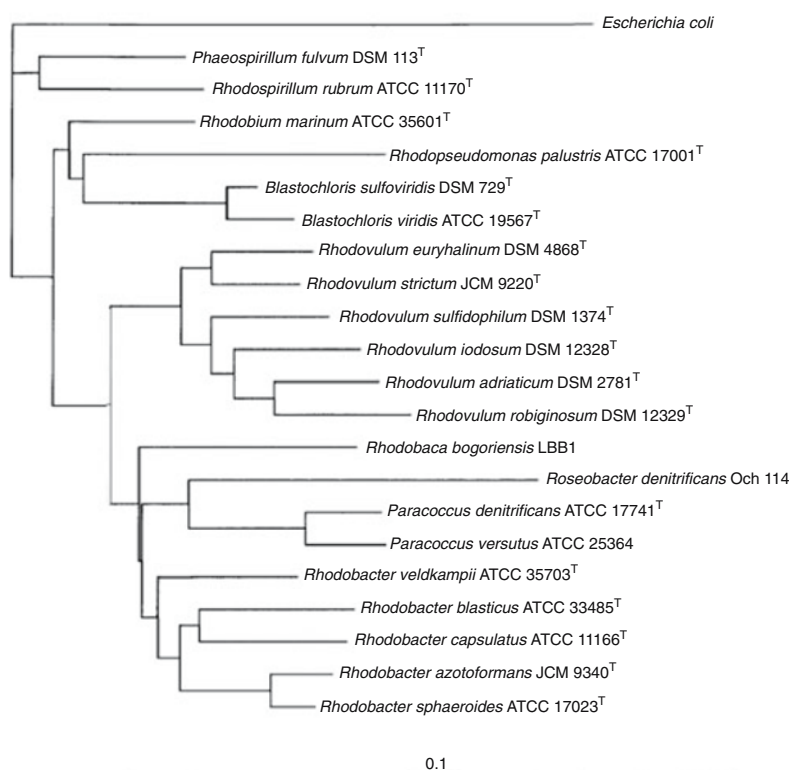 Escherichia coli
Phaeospirillum fulvum DSM 113T
Rhodospirillum rubrum ATCC 11170T
Rhodobium marinum ATCC 35601T
Rhodopseudomonas palustris ATCC 17001T
Blastochloris sulfoviridis DSM 729T
Blastochloris viridis ATCC 19567T
Rhodovulum euryhalinum DSM 4868T
Rhodovulum strictum JCM 9220T
Rhodovulum sulfidophilum DSM 1374T
Rhodovulum iodosum DSM 12328T
Rhodovulum adriaticum DSM 2781T
Rhodovulum robiginosum DSM 12329T
Rhodobaca bogoriensis LBB1
Roseobacter denitrificans Och 114
Paracoccus denitrificans ATCC 17741T
Paracoccus versutus ATCC 25364
Rhodobacter veldkampii ATCC 35703T
Rhodobacter blasticus ATCC 33485T
Rhodobacter capsulatus ATCC 11166T
Rhodobacter azotoformans JCM 9340T
Rhodobacter sphaeroides ATCC 17023T
0.1